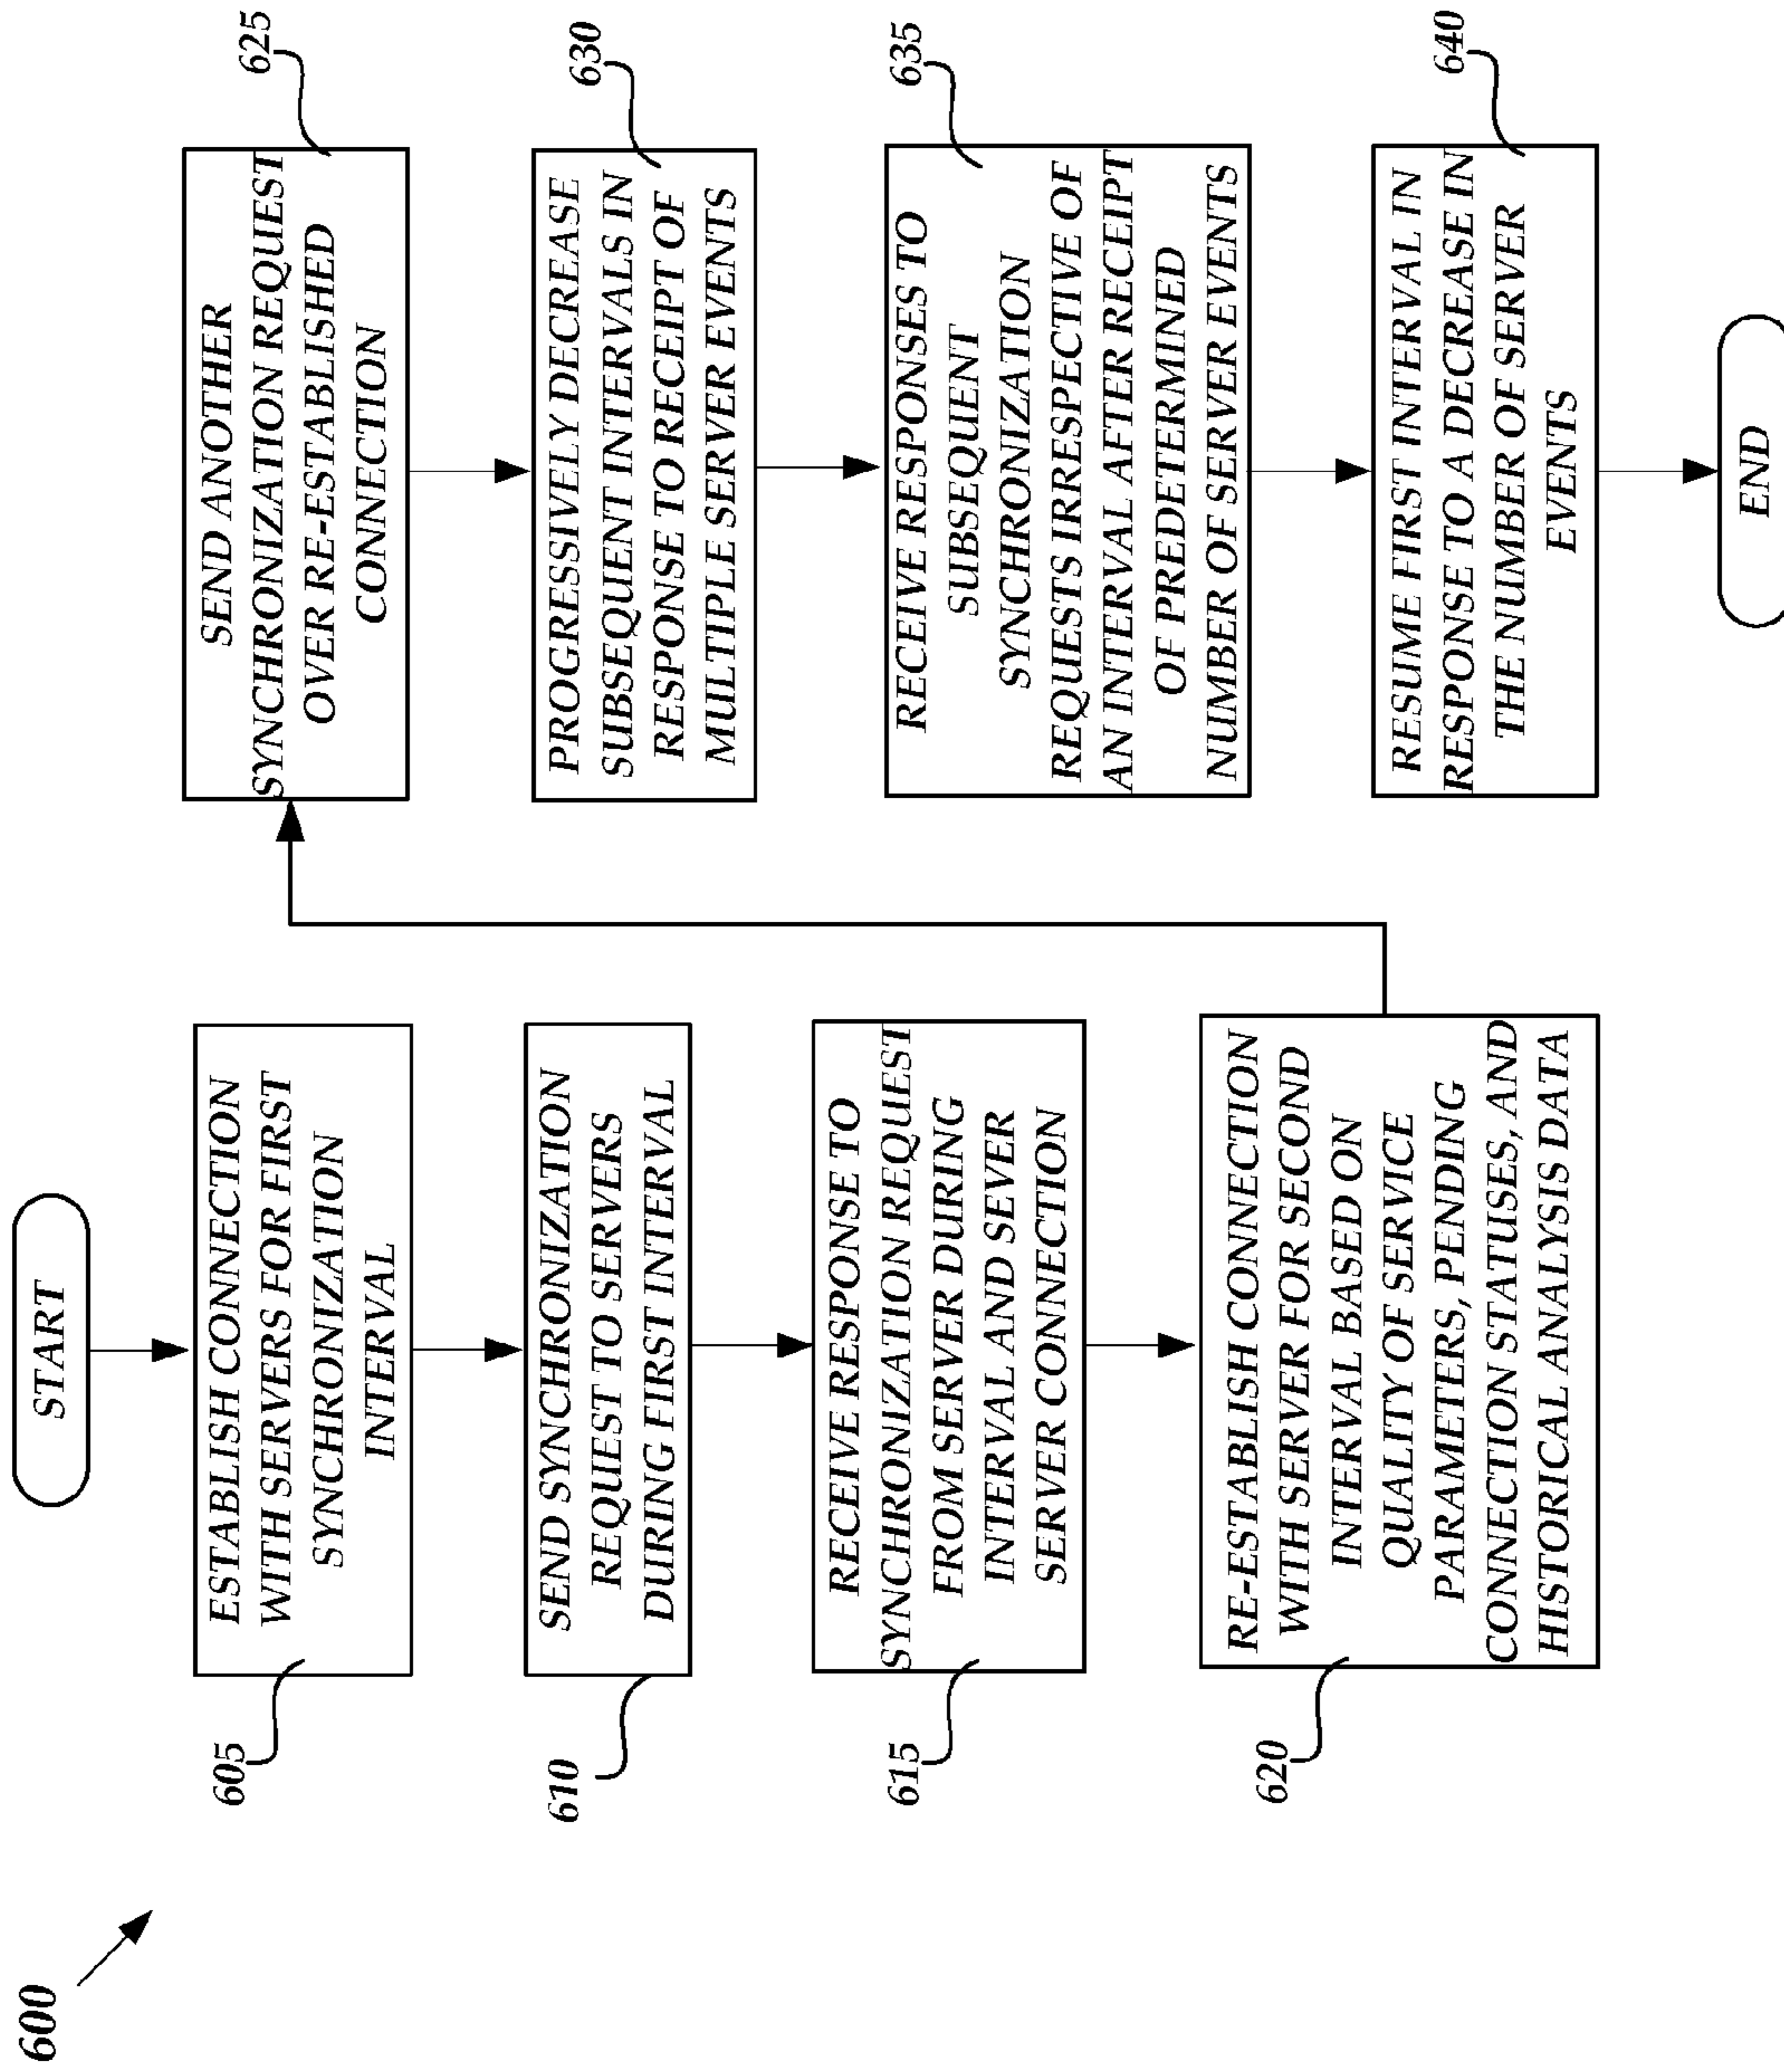 600
START
605
ESTABLISH CONNECTION
WITH SERVERS FOR FIRST
SYNCHRONIZATION
INTERVAL
610
SEND SYNCHRONIZATION
REQUEST TO SERVERS
DURING FIRST INTERVAL
615
RECEIVE RESPONSE TO
SYNCHRONIZATION REQUEST
FROM SERVER DURING
INTERVAL AND SEVER
SERVER CONNECTION
620
RE-ESTABLISH CONNECTION
WITH SERVER FOR SECOND
INTERVAL BASED ON
QUALITY OF SERVICE
PARAMETERS, PENDING
CONNECTION STATUSES, AND
HISTORICAL ANALYSIS DATA
625
SEND ANOTHER
SYNCHRONIZATION REQUEST
OVER RE-ESTABLISHED
CONNECTION
630
PROGRESSIVELY DECREASE
SUBSEQUENT INTERVALS IN
RESPONSE TO RECEIPT OF
MULTIPLE SERVER EVENTS
635
RECEIVE RESPONSES TO
SUBSEQUENT
SYNCHRONIZATION
REQUESTS IRRESPECTIVE OF
AN INTERVAL AFTER RECEIPT
OF PREDETERMINED
NUMBER OF SERVER EVENTS
640
RESUME FIRST INTERVAL IN
RESPONSE TO A DECREASE IN
THE NUMBER OF SERVER
EVENTS
END